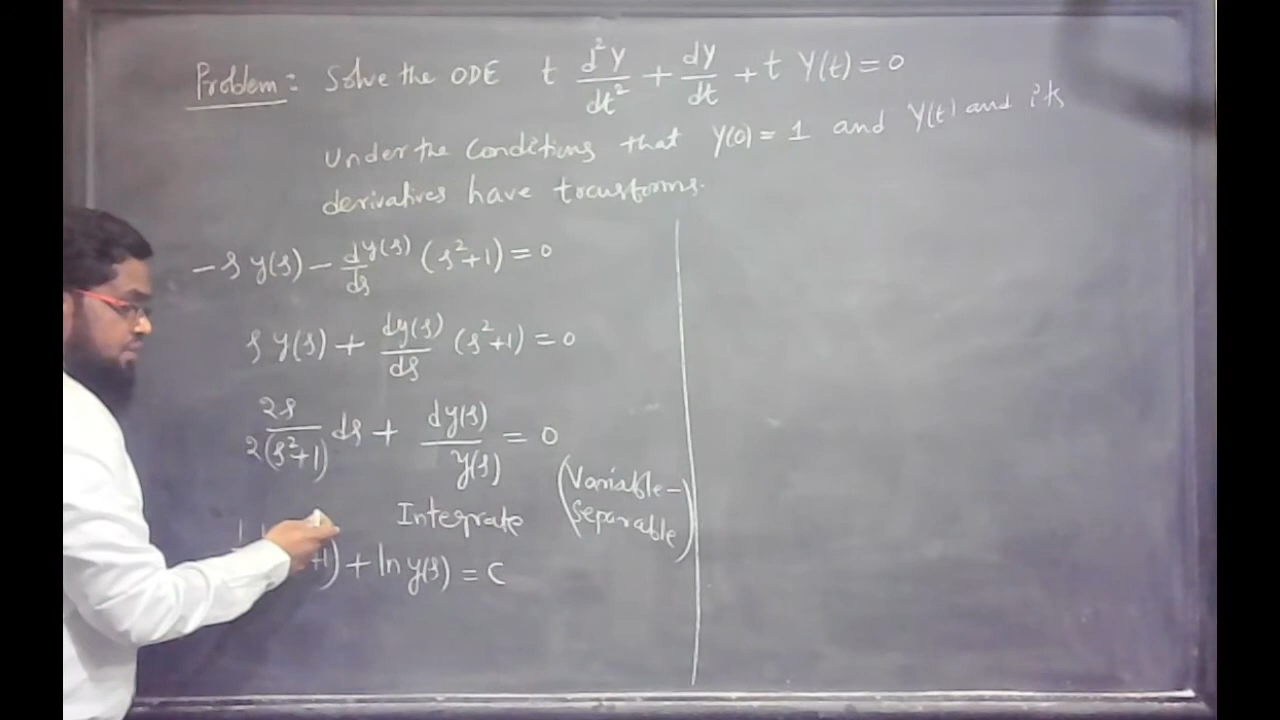 Problem: Solve the ODE t d²Y/dt² + dY/dt + t Y(t) = 0
Under the Conditions that Y(0) = 1 and Y(t) and its
derivatives have transforms.
-s y(s) - dy(s)/ds (s²+1) = 0
s y(s) + dy(s)/ds (s²+1) = 0
2s/2(s²+1) ds + dy(s)/y(s) = 0
(Variable-
Separable)
Integrate
+1) + ln y(s) = c